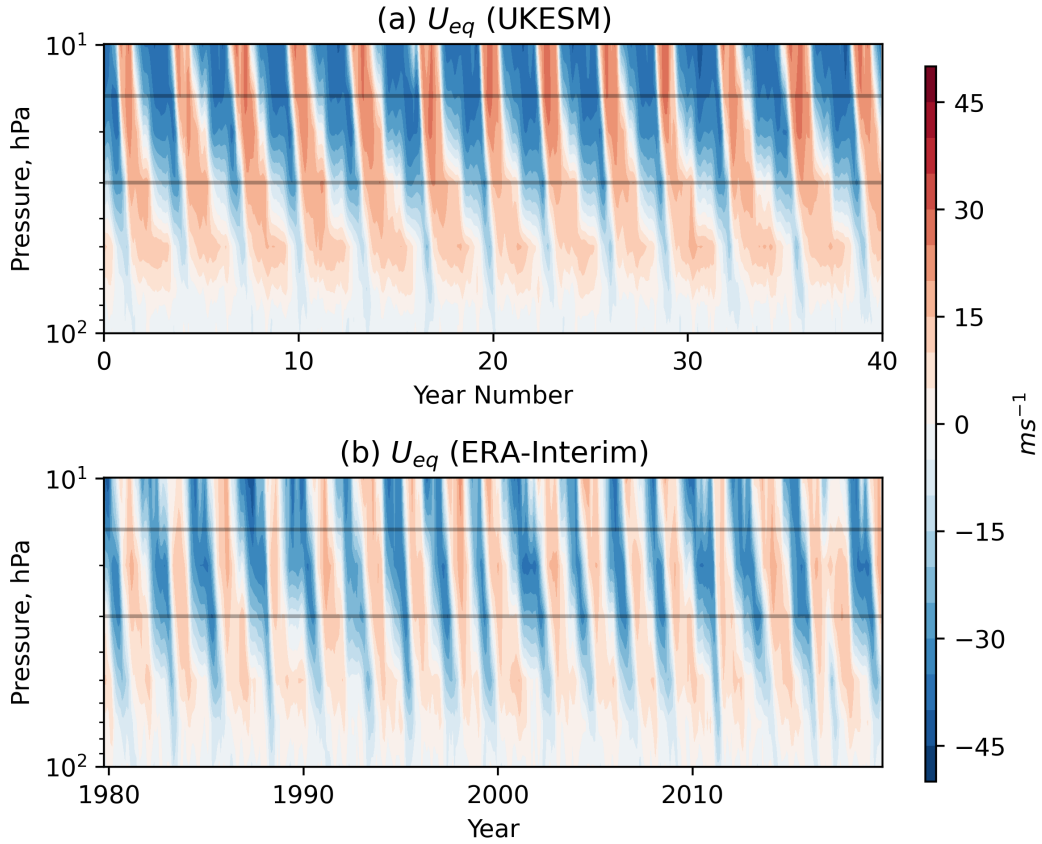 (a) U_eq (UKESM)
10^1
Pressure, hPa
10^2
0 10 20 30 40
Year Number
(b) U_eq (ERA-Interim)
10^1
Pressure, hPa
10^2
1980 1990 2000 2010
Year
45
30
15
0
−15
−30
−45
ms^−1